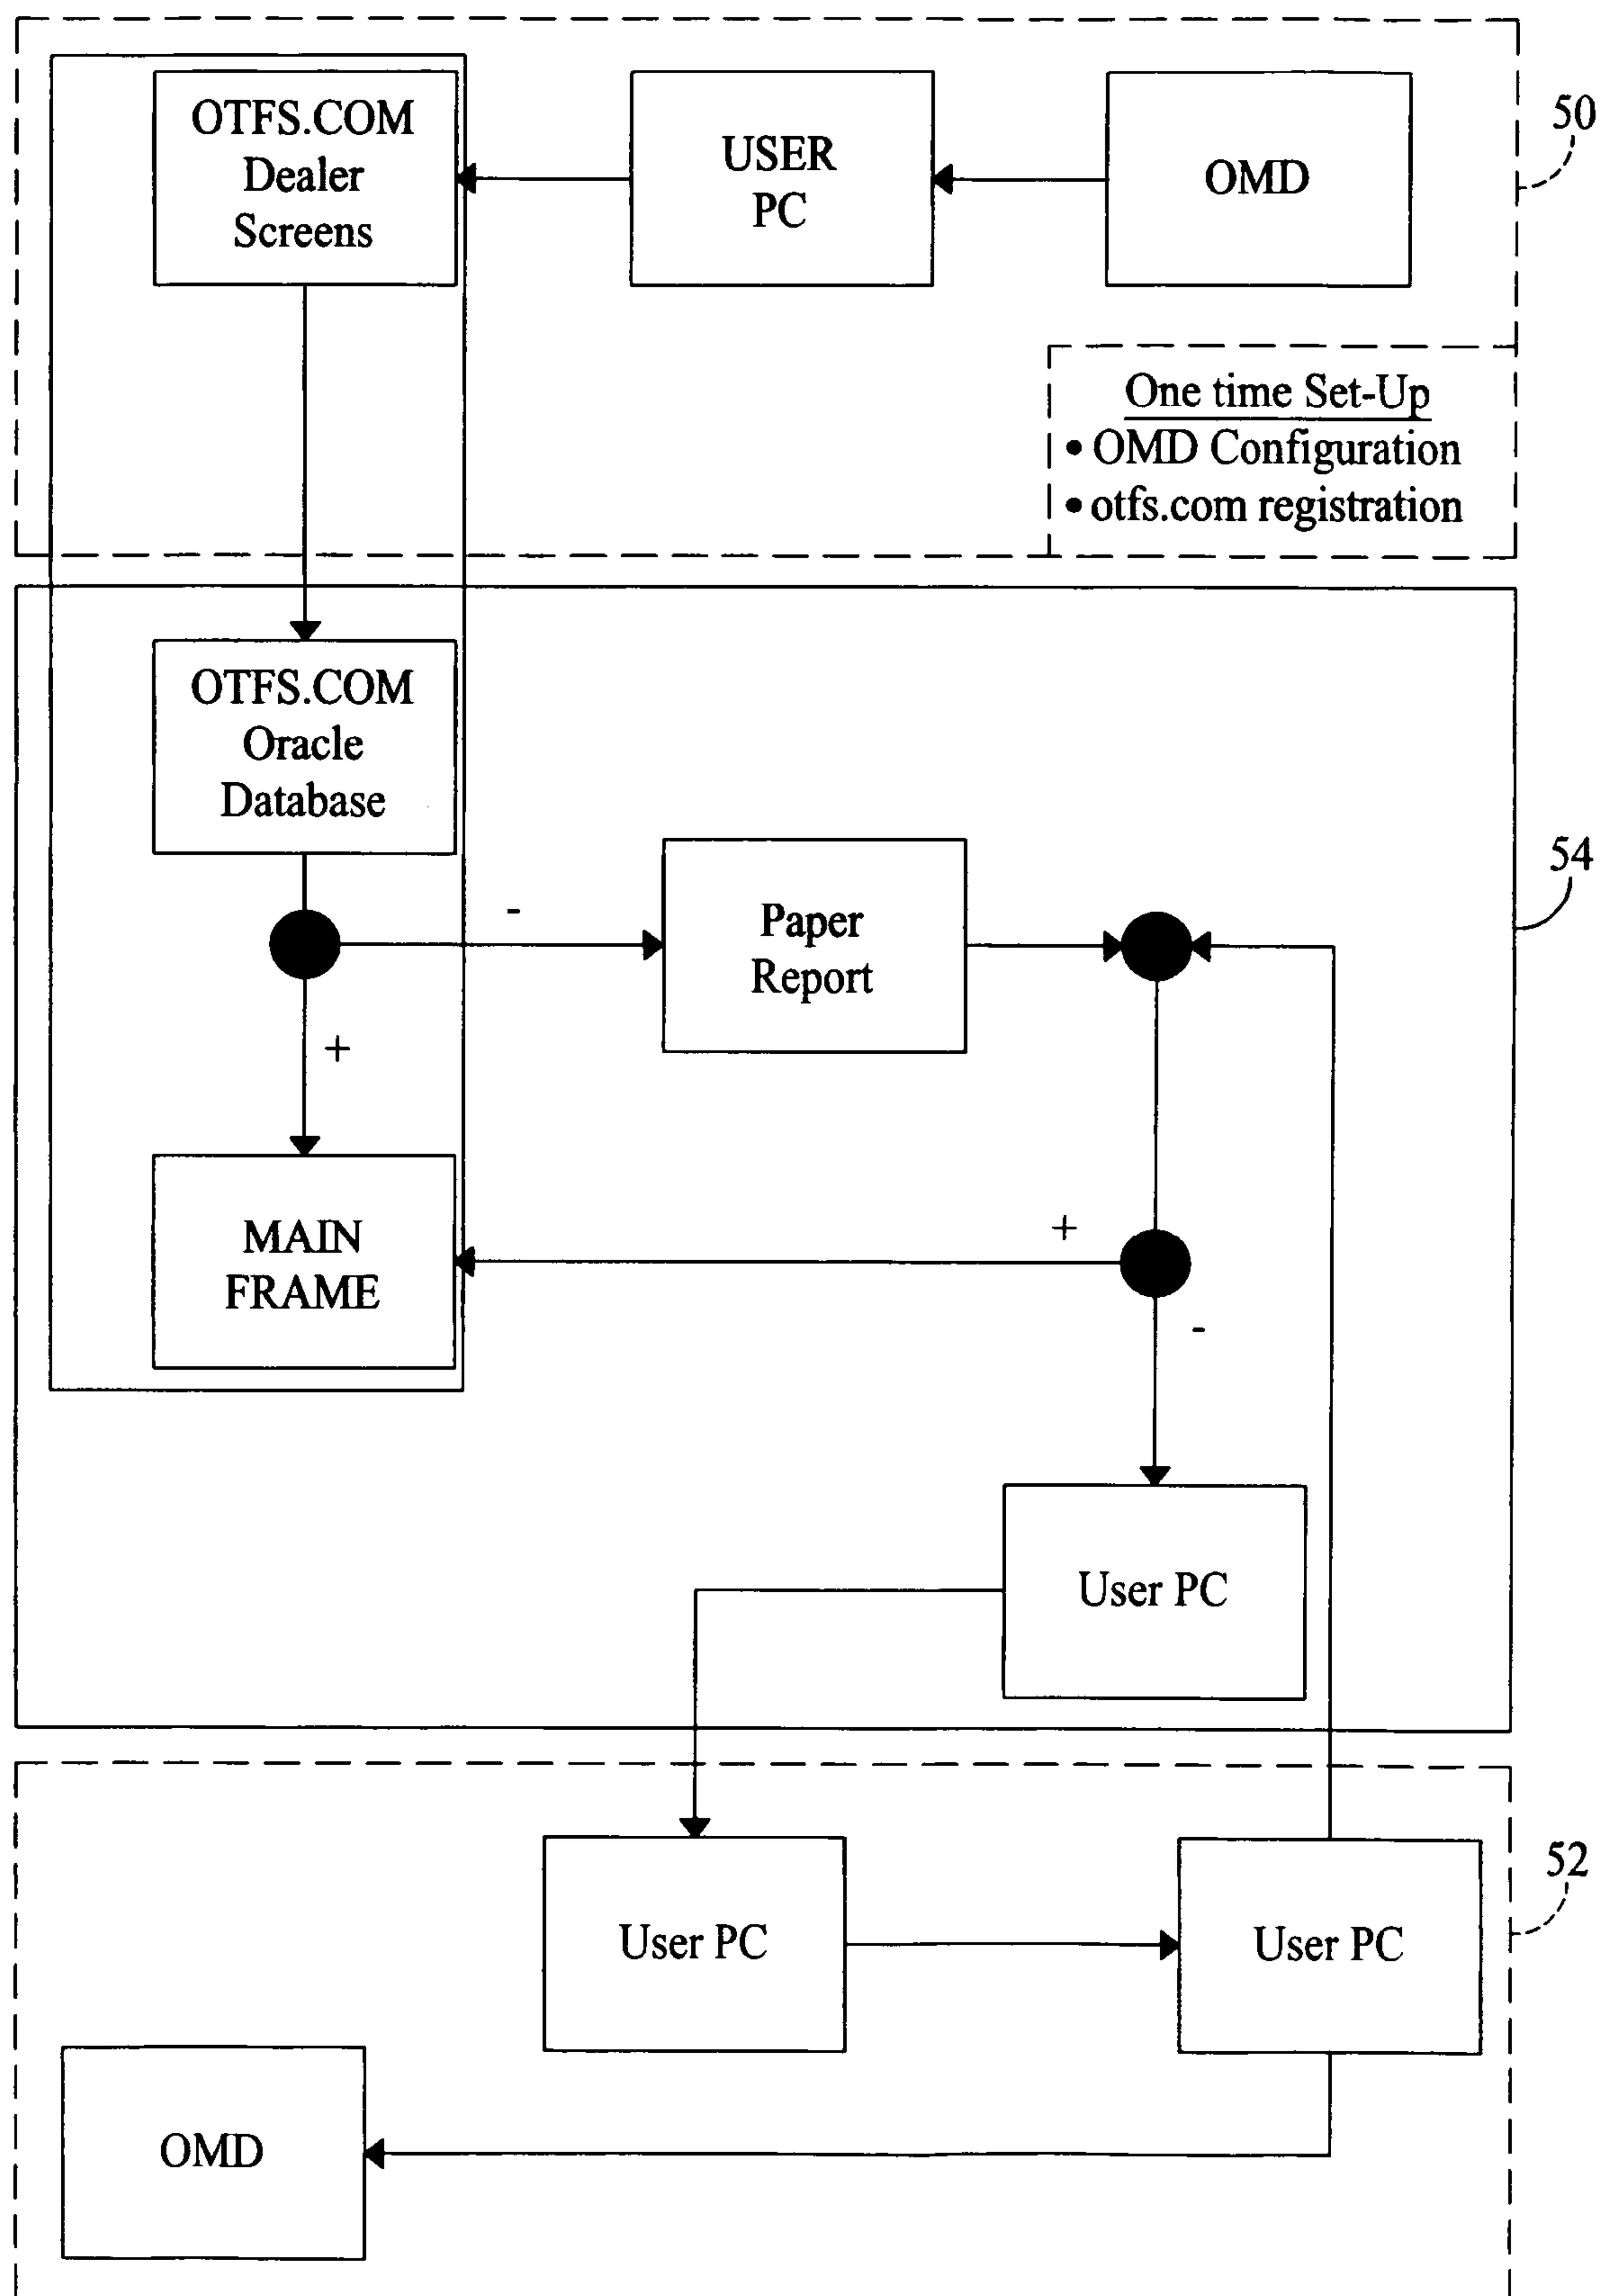 OTFS.COM
Dealer
Screens
USER
PC
OMD
50
One time Set-Up
• OMD Configuration
• otfs.com registration
OTFS.COM
Oracle
Database
54
-
Paper
Report
+
MAIN
FRAME
+
-
User PC
52
User PC
User PC
OMD